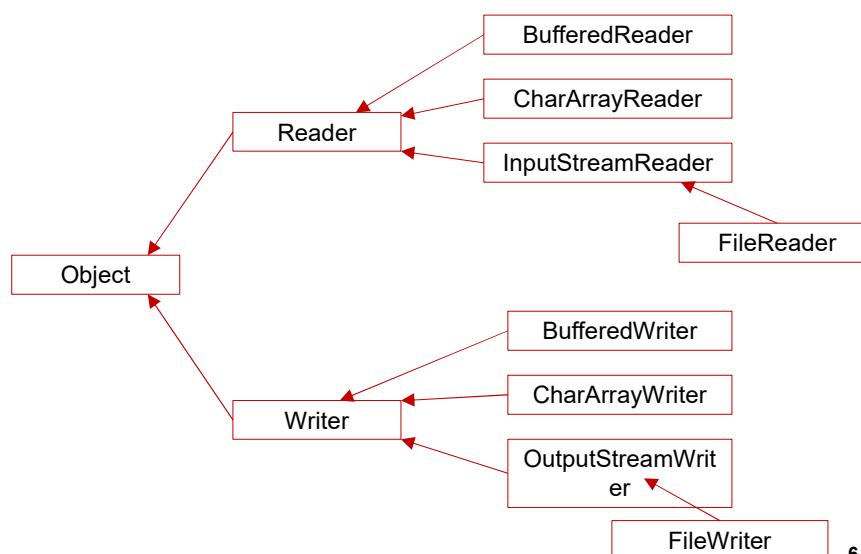 BufferedReader
CharArrayReader
Reader
InputStreamReader
FileReader
Object
BufferedWriter
CharArrayWriter
Writer
OutputStreamWrit
er
FileWriter